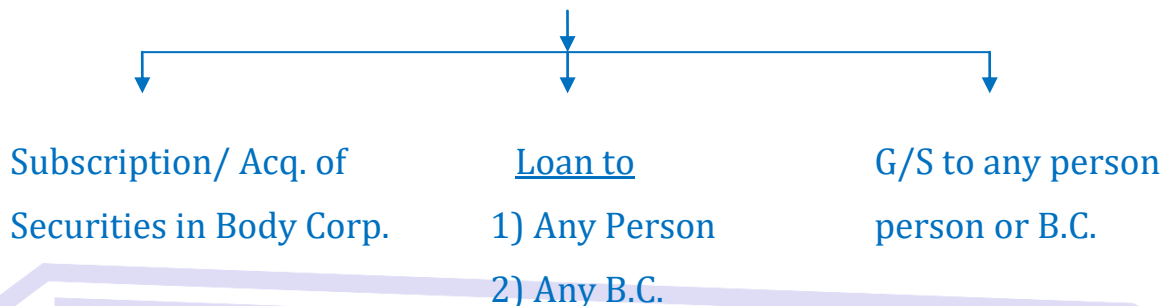 Subscription/ Acq. of
Securities in Body Corp.
Loan to
1) Any Person
2) Any B.C.
G/S to any person
person or B.C.